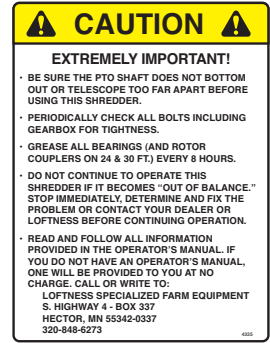 CAUTION
EXTREMELY IMPORTANT!
· BE SURE THE PTO SHAFT DOES NOT BOTTOM
OUT OR TELESCOPE TOO FAR APART BEFORE
USING THIS SHREDDER.
· PERIODICALLY CHECK ALL BOLTS INCLUDING
GEARBOX FOR TIGHTNESS.
· GREASE ALL BEARINGS (AND ROTOR
COUPLERS ON 24 & 30 FT.) EVERY 8 HOURS.
· DO NOT CONTINUE TO OPERATE THIS
SHREDDER IF IT BECOMES “OUT OF BALANCE.”
STOP IMMEDIATELY, DETERMINE AND FIX THE
PROBLEM OR CONTACT YOUR DEALER OR
LOFTNESS BEFORE CONTINUING OPERATION.
· READ AND FOLLOW ALL INFORMATION
PROVIDED IN THE OPERATOR’S MANUAL. IF
YOU DO NOT HAVE AN OPERATOR’S MANUAL,
ONE WILL BE PROVIDED TO YOU AT NO
CHARGE. CALL OR WRITE TO:
LOFTNESS SPECIALIZED FARM EQUIPMENT
S. HIGHWAY 4 - BOX 337
HECTOR, MN 55342-0337
320-848-6273
4335